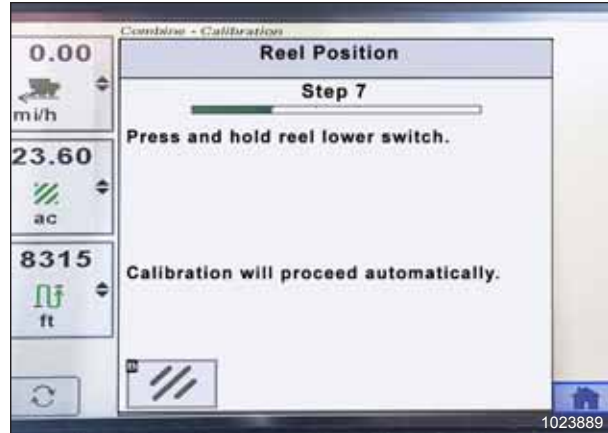 Combine - Calibration
0.00
mi/h
23.60
ac
8315
ft
Reel Position
Step 7
Press and hold reel lower switch.
Calibration will proceed automatically.
1023889